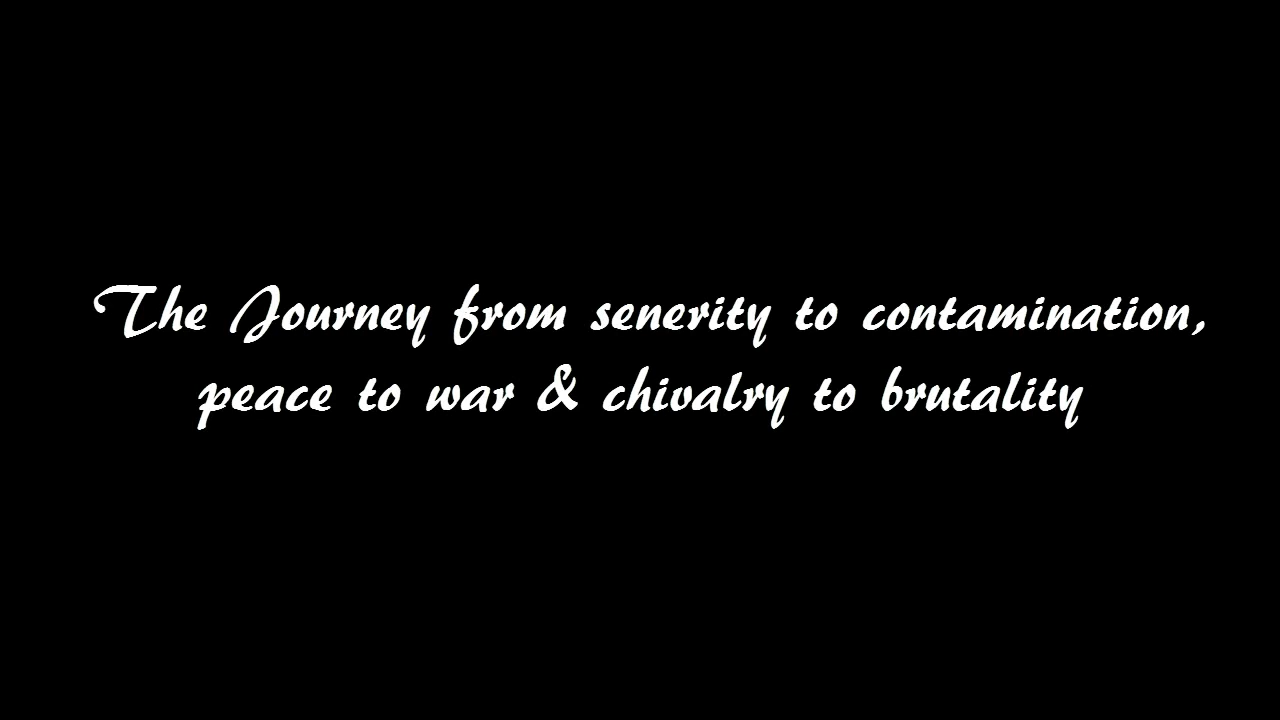 The Journey from senerity to contamination,
peace to war & chivalry to brutality